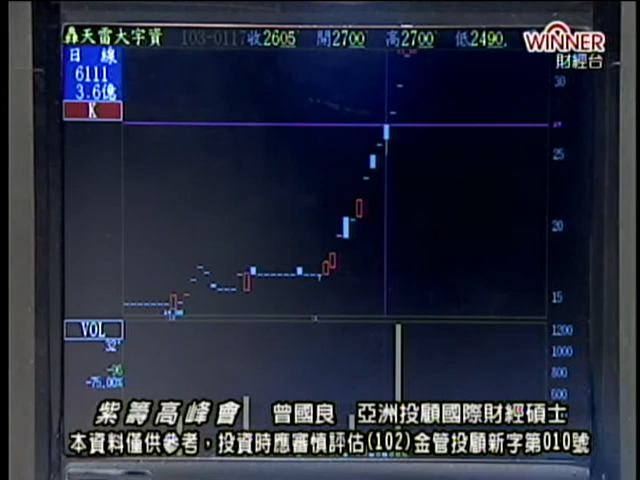 天雷大字資 103-0117收2605 開2700 高2700 低2490
WINNER
財經台
日線
6111
3.6億
K
30
25
20
15
VOL
32
-96
-75.00%
1200
1000
800
600
紫籌高峰會 曾國良 亞洲投顧國際財經碩士
本資料僅供參考，投資時應審慎評估(102)金管投顧新字第010號